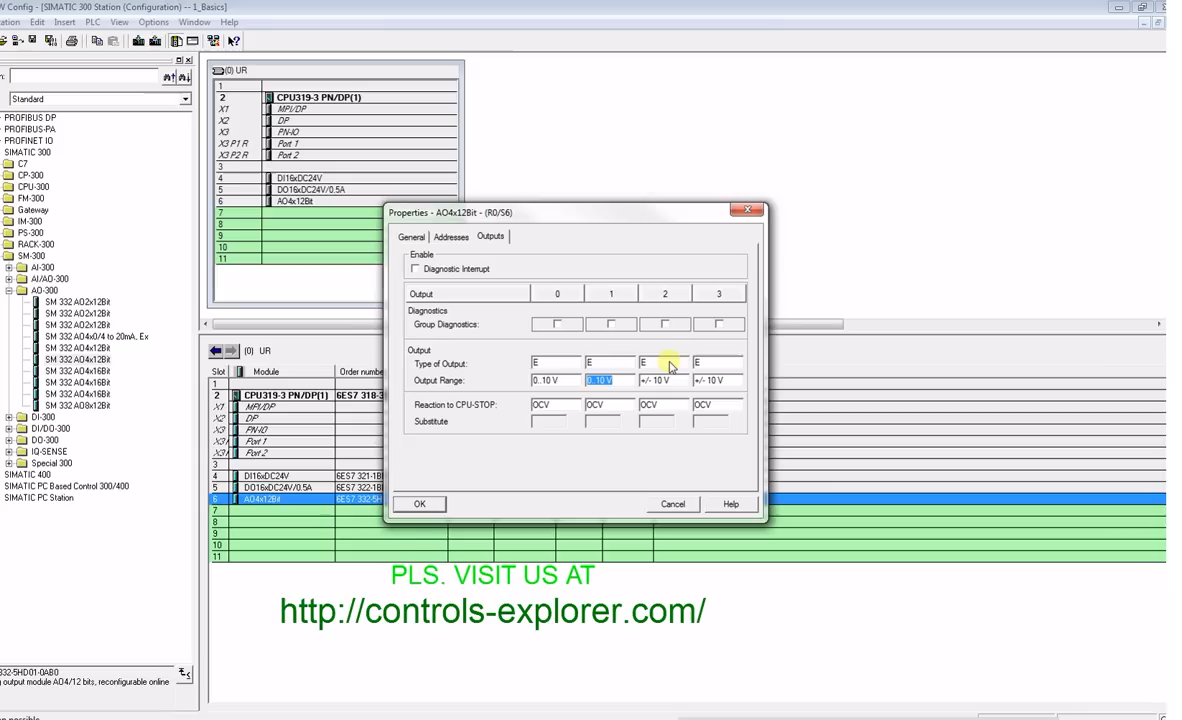 W Config - [SIMATIC 300 Station (Configuration) -- 1_Basics]
tation Edit Insert PLC View Options Window Help
n:
Standard
PROFIBUS DP
PROFIBUS-PA
PROFINET IO
SIMATIC 300
C7
CP-300
CPU-300
FM-300
Gateway
IM-300
PS-300
RACK-300
SM-300
AI-300
AI/AO-300
AO-300
SM 332 AO2x12Bit
SM 332 AO2x12Bit
SM 332 AO2x12Bit
SM 332 AO4x0/4 to 20mA, Ex
SM 332 AO4x12Bit
SM 332 AO4x12Bit
SM 332 AO4x12Bit
SM 332 AO4x16Bit
SM 332 AO4x16Bit
SM 332 AO8x12Bit
DI-300
DI/DO-300
DO-300
IQ-SENSE
Special 300
SIMATIC 400
SIMATIC PC Based Control 300/400
SIMATIC PC Station
332-5HD01-0AB0
output module AO4/12 bits, reconfigurable online
(0) UR
1
2 CPU319-3 PN/DP(1)
X1 MPI/DP
X2 DP
X3 PN-IO
X3 P1 R Port 1
X3 P2 R Port 2
3
4 DI16xDC24V
5 DO16xDC24V/0.5A
6 AO4x12Bit
7
8
9
10
11
Properties - AO4x12Bit - (R0/S6)
General Addresses Outputs
Enable
Diagnostic Interrupt
Output 0 1 2 3
Diagnostics
Group Diagnostics:
Output
Type of Output: E E E E
Output Range: 0..10 V 0..10 V +/- 10 V +/- 10 V
Reaction to CPU-STOP: OCV OCV OCV OCV
Substitute
OK Cancel Help
(0) UR
Slot Module Order numbe
1
2 CPU319-3 PN/DP(1) 6ES7 318-3
X1 MPI/DP
X2 DP
X3 PN-IO
X3 Port 1
X3 Port 2
3
4 DI16xDC24V 6ES7 321-1B
5 DO16xDC24V/0.5A 6ES7 322-1B
6 AO4x12Bit 6ES7 332-5H
7
8
9
10
11
PLS. VISIT US AT
http://controls-explorer.com/